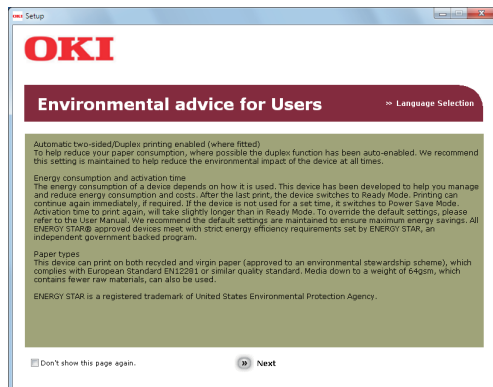 OKI Setup
OKI
Environmental advice for Users
» Language Selection
Automatic two-sided/Duplex printing enabled (where fitted)
To help reduce your paper consumption, where possible the duplex function has been auto-enabled. We recommend
this setting is maintained to help reduce the environmental impact of the device at all times.
Energy consumption and activation time
The energy consumption of a device depends on how it is used. This device has been developed to help you manage
and reduce energy consumption and costs. After the last print, the device switches to Ready Mode. Printing can
continue again immediately, if required. If the device is not used for a set time, it switches to Power Save Mode.
Activation time to print again, will take slightly longer than in Ready Mode. To override the default settings, please
refer to the User Manual. We recommend the default settings are maintained to ensure maximum energy savings. All
ENERGY STAR® approved devices meet with strict energy efficiency requirements set by ENERGY STAR, an
independent government backed program.
Paper types
This device can print on both recycled and virgin paper (approved to an environmental stewardship scheme), which
complies with European Standard EN12281 or similar quality standard. Media down to a weight of 64gsm, which
contains fewer raw materials, can also be used.
ENERGY STAR is a registered trademark of United States Environmental Protection Agency.
Don't show this page again.
» Next